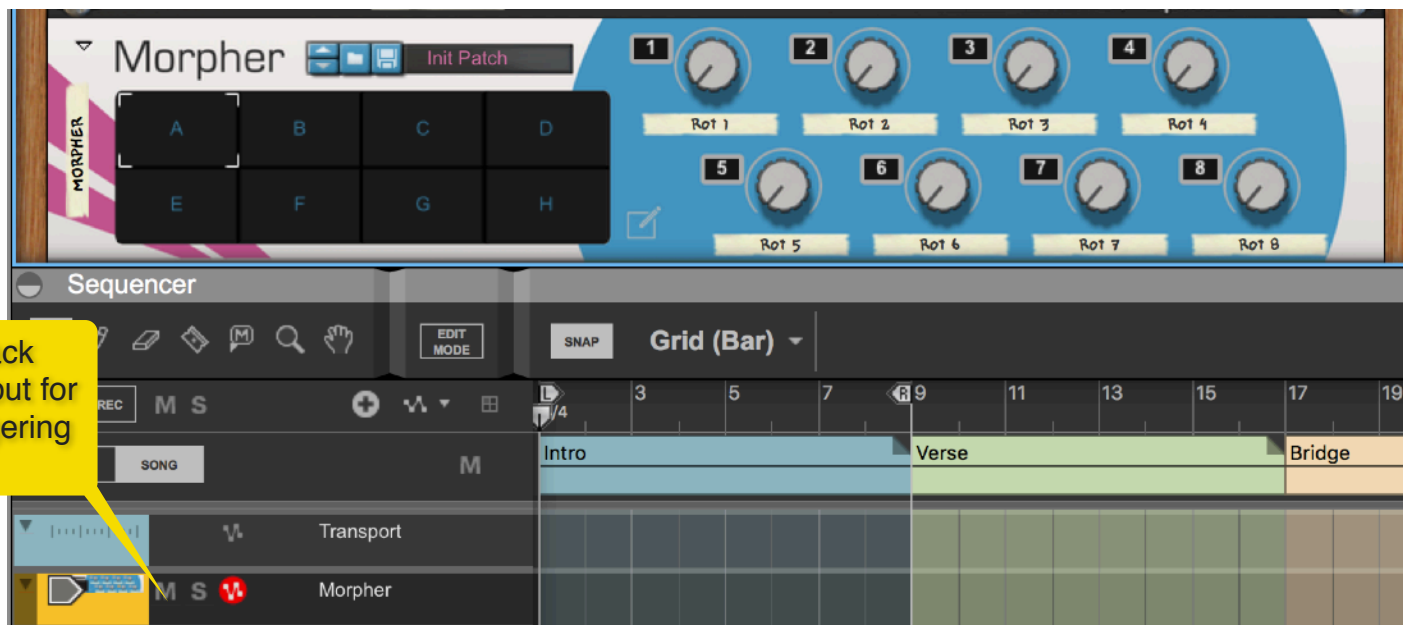 Morpher
Init Patch
MORPHER
A B C D
E F G H
1 2 3 4
Rot 1 Rot 2 Rot 3 Rot 4
5 6 7 8
Rot 5 Rot 6 Rot 7 Rot 8
Sequencer
M
EDIT
MODE
SNAP
Grid (Bar)
out for
ering
REC
M S
L
/4
3 5 7 R 9 11 13 15 17 19
SONG
M
Intro
Verse
Bridge
Transport
M S
Morpher